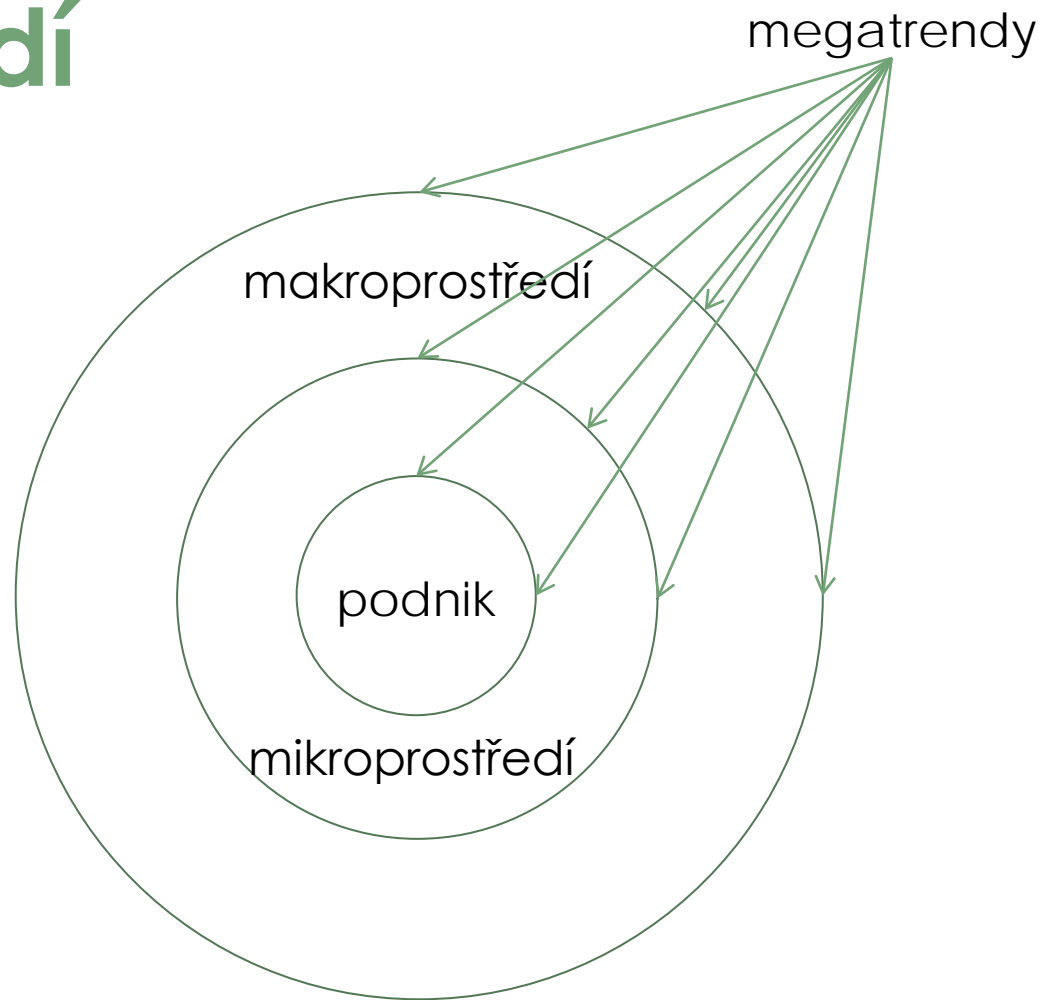 dí
megatrendy
makroprostředí
podnik
mikroprostředí